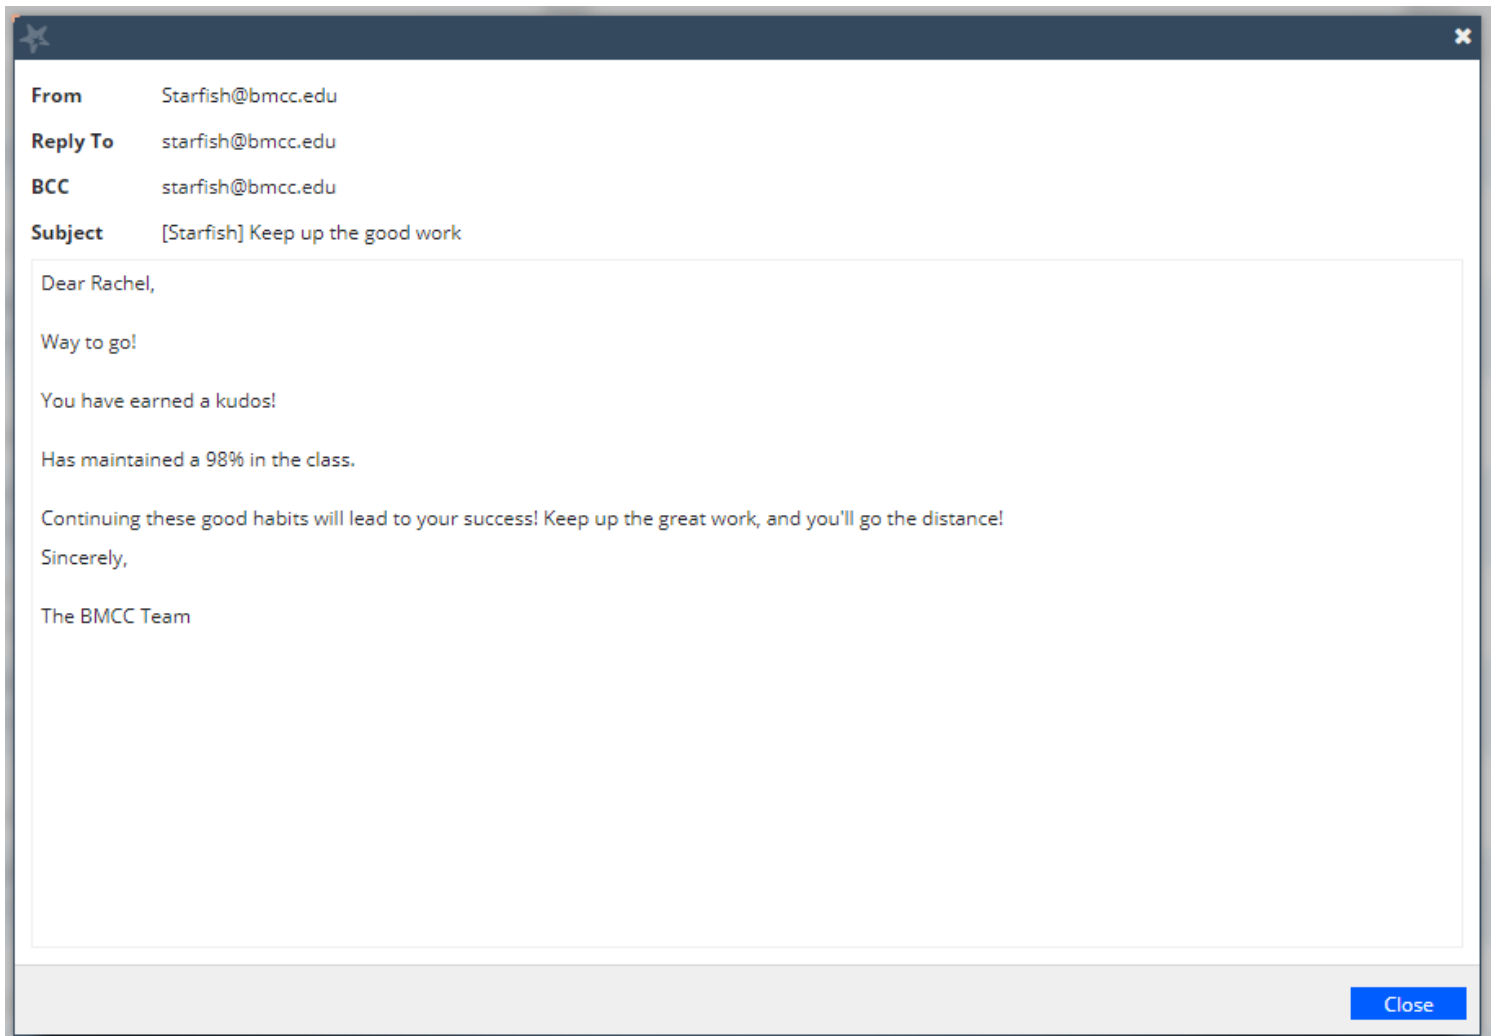 From Starfish@bmcc.edu
Reply To starfish@bmcc.edu
BCC starfish@bmcc.edu
Subject [Starfish] Keep up the good work
Dear Rachel,
Way to go!
You have earned a kudos!
Has maintained a 98% in the class.
Continuing these good habits will lead to your success! Keep up the great work, and you'll go the distance!
Sincerely,
The BMCC Team
Close